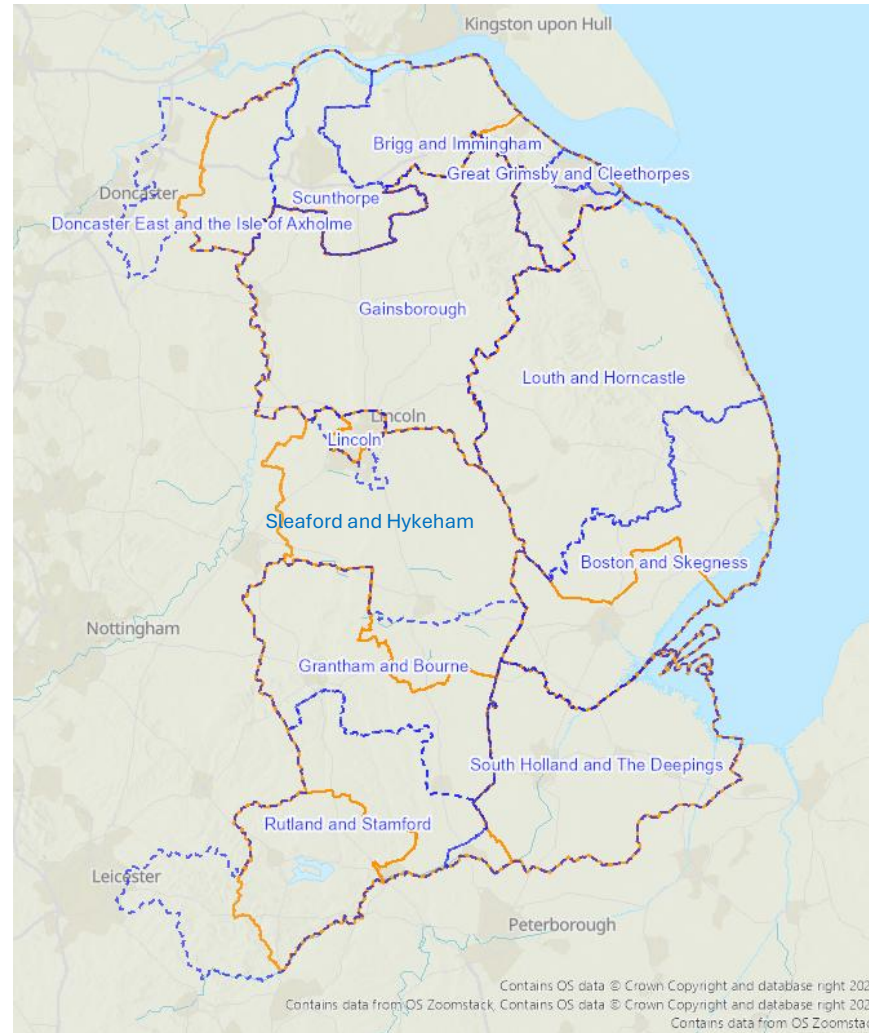 Kingston upon Hull
Brigg and Immingham
Great Grimsby and Cleethorpes
Doncaster
Scunthorpe
Doncaster East and the Isle of Axholme
Gainsborough
Louth and Horncastle
Lincoln
Lincoln
Sleaford and Hykeham
Boston and Skegness
Nottingham
Grantham and Bourne
South Holland and The Deepings
Rutland and Stamford
Leicester
Peterborough
Contains OS data © Crown Copyright and database right 202
Contains data from OS Zoomstack, Contains OS data © Crown Copyright and database right 202
Contains data from OS Zoomstac